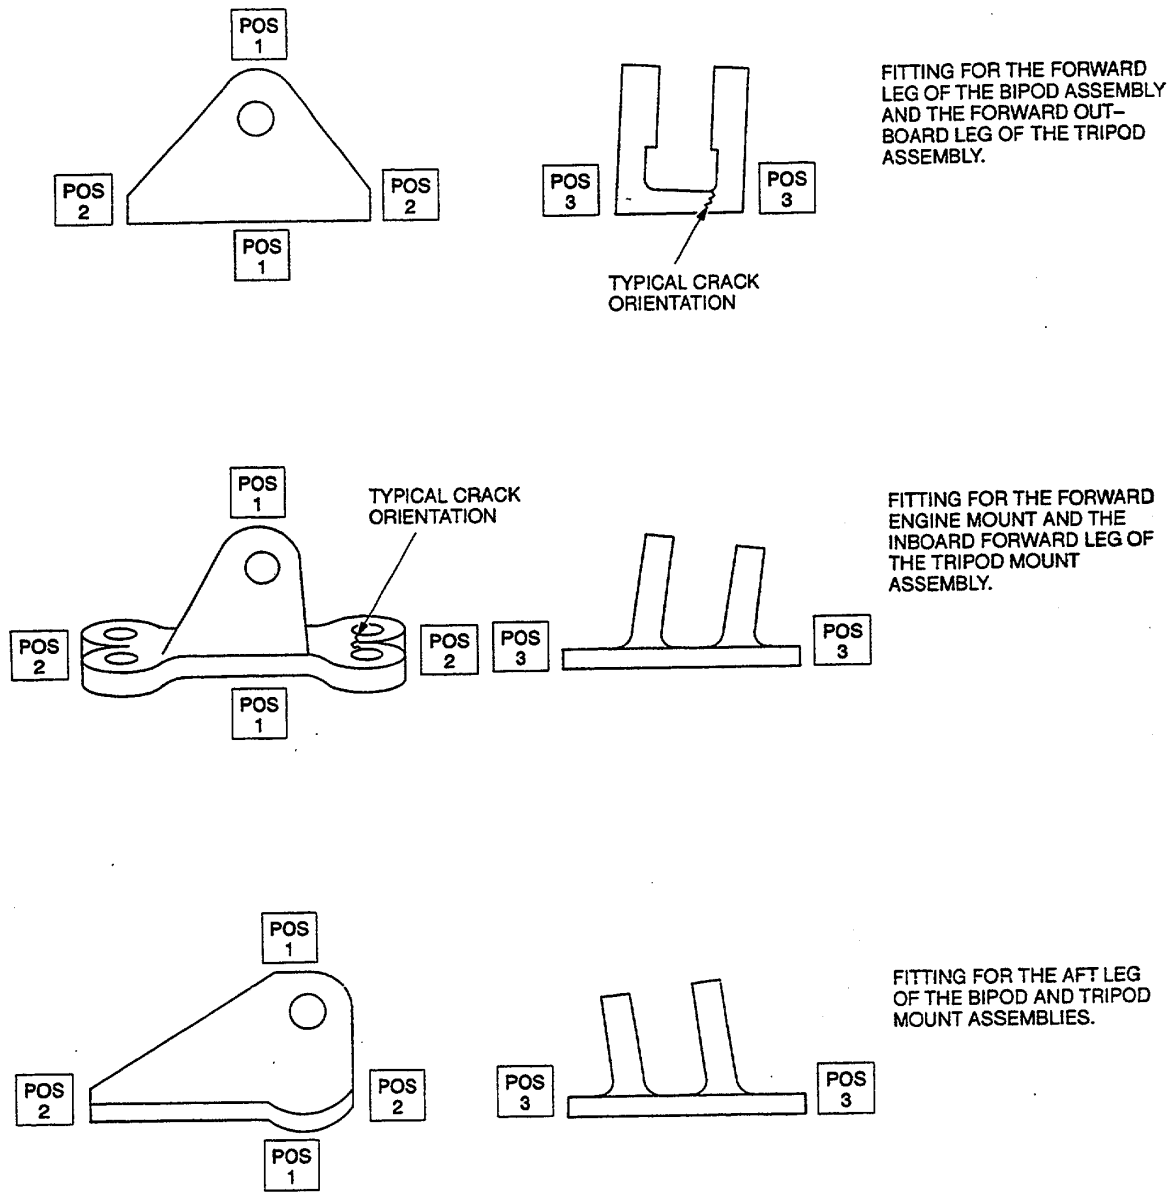 POS
1
FITTING FOR THE FORWARD
LEG OF THE BIPOD ASSEMBLY
AND THE FORWARD OUT-
BOARD LEG OF THE TRIPOD
ASSEMBLY.
POS
2
POS
2
POS
3
POS
3
POS
1
TYPICAL CRACK
ORIENTATION
POS
1
TYPICAL CRACK
ORIENTATION
FITTING FOR THE FORWARD
ENGINE MOUNT AND THE
INBOARD FORWARD LEG OF
THE TRIPOD MOUNT
ASSEMBLY.
POS
2
POS
2
POS
3
POS
3
POS
1
POS
1
FITTING FOR THE AFT LEG
OF THE BIPOD AND TRIPOD
MOUNT ASSEMBLIES.
POS
2
POS
2
POS
3
POS
3
POS
1